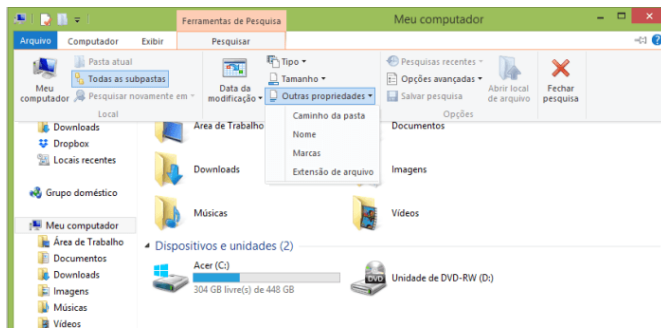 Ferramentas de Pesquisa
Meu computador
Arquivo
Computador
Exibir
Pesquisar
Meu computador
Pasta atual
Todas as subpastas
Pesquisar novamente em
Local
Data da modificação
Tipo
Tamanho
Outras propriedades
Caminho da pasta
Nome
Marcas
Extensão de arquivo
Pesquisas recentes
Opções avançadas
Salvar pesquisa
Abrir local de arquivo
Fechar pesquisa
Opções
Downloads
Dropbox
Locais recentes
Grupo doméstico
Meu computador
Área de Trabalho
Documentos
Downloads
Imagens
Músicas
Vídeos
Área de Trabalho
Documentos
Downloads
Imagens
Músicas
Vídeos
Dispositivos e unidades (2)
Acer (C:)
304 GB livre(s) de 448 GB
DVD
Unidade de DVD-RW (D:)